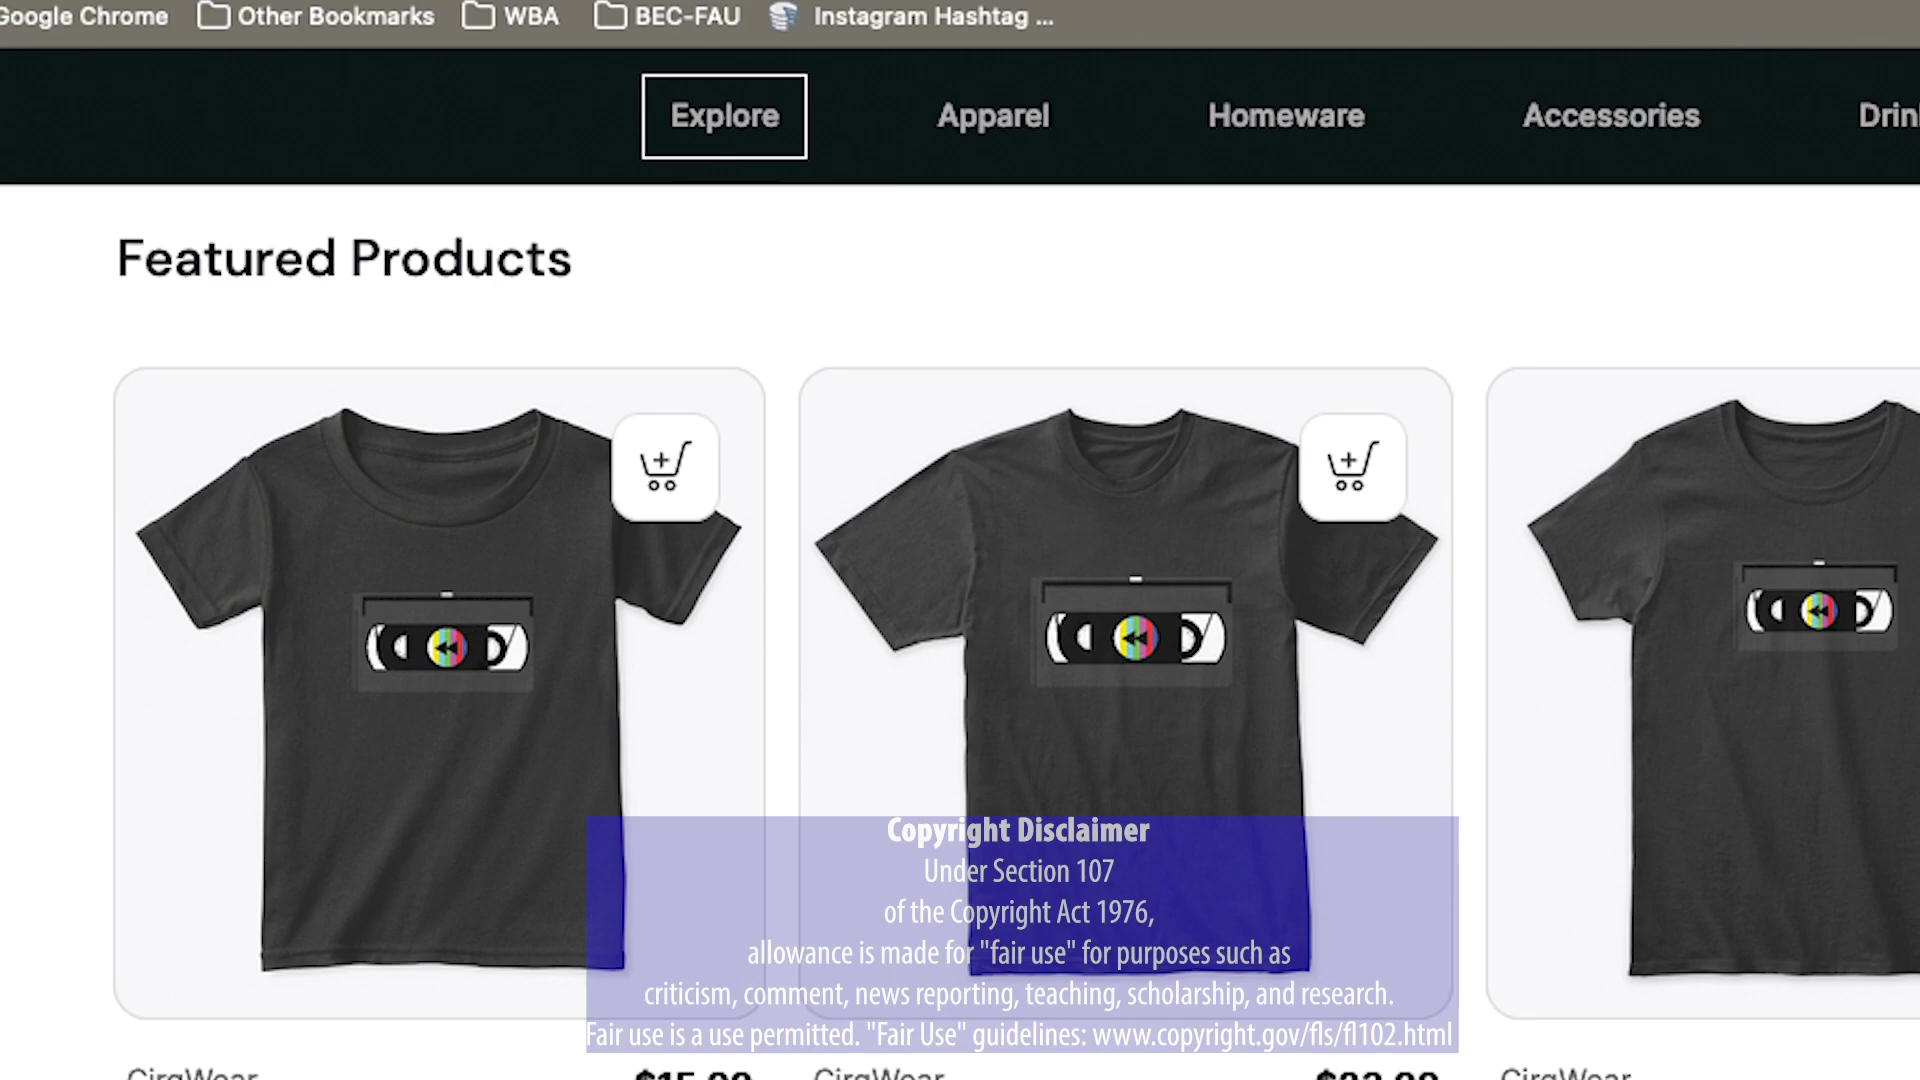 Google Chrome Other Bookmarks WBA BEC-FAU Instagram Hashtag ...
Explore Apparel Homeware Accessories
Featured Products
Copyright Disclaimer
Under Section 107
of the Copyright Act 1976,
allowance is made for "fair use" for purposes such as
criticism, comment, news reporting, teaching, scholarship, and research.
Fair use is a use permitted. "Fair Use" guidelines: www.copyright.gov/fls/fl102.html